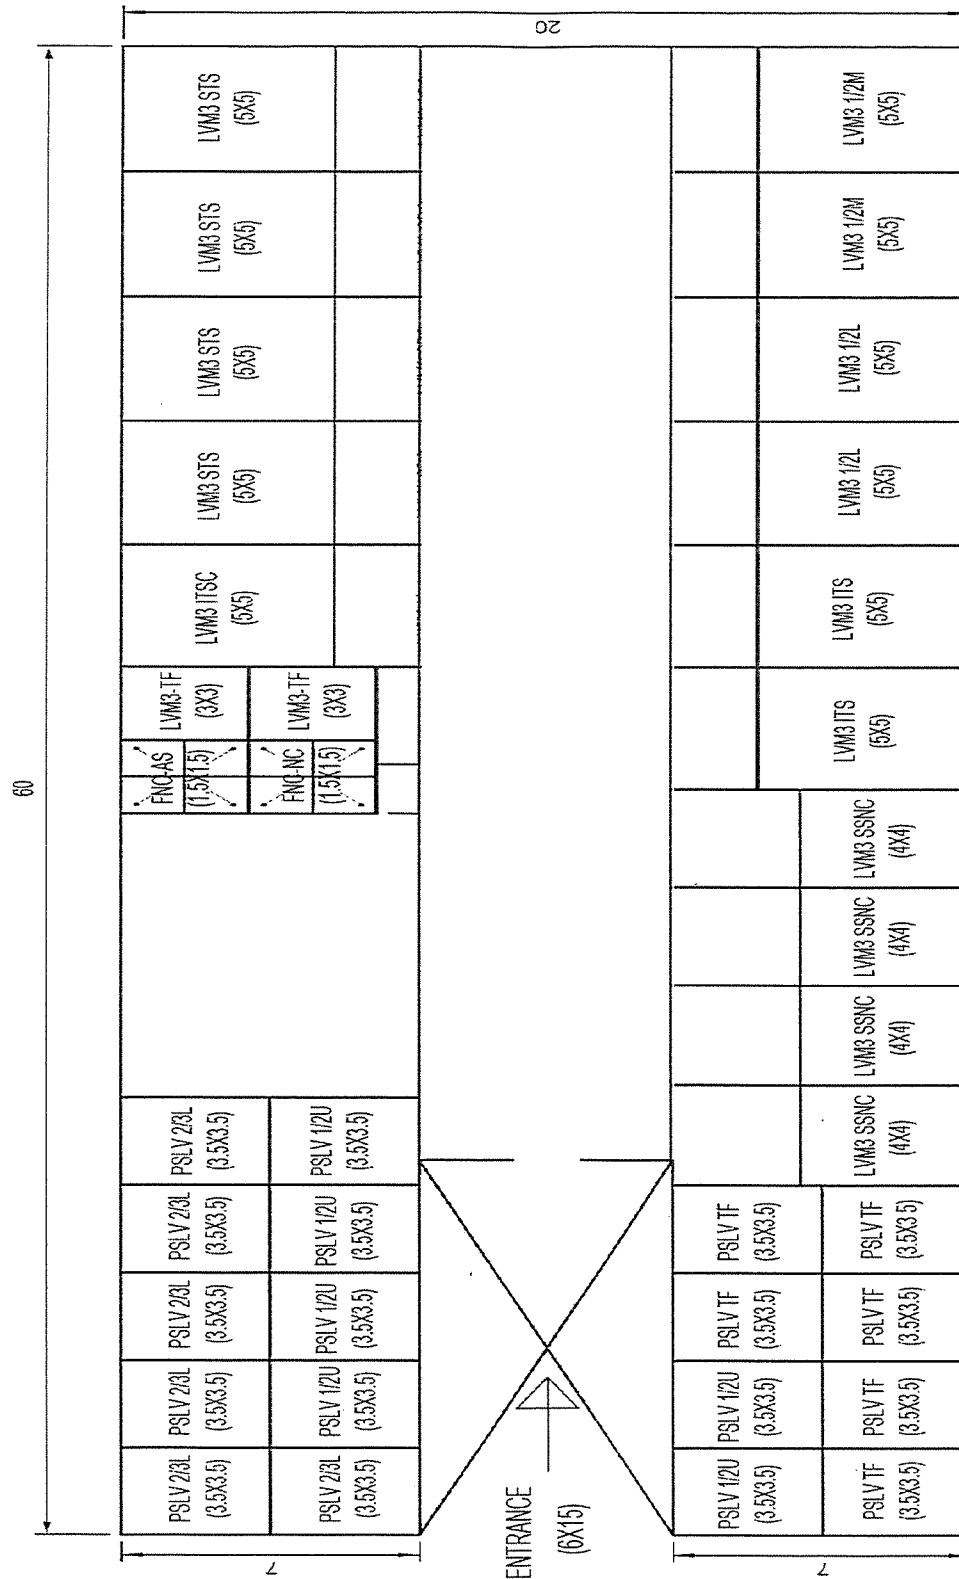 60
7
PSLV 2/3L
(3.5X3.5)
PSLV 2/3L
(3.5X3.5)
PSLV 2/3L
(3.5X3.5)
PSLV 2/3L
(3.5X3.5)
PSLV 2/3L
(3.5X3.5)
FNC-AS
(1.5X1.5)
LVM3-TF
(3X3)
LVM3 ITSC
(5X5)
LVM3 STS
(5X5)
LVM3 STS
(5X5)
LVM3 STS
(5X5)
LVM3 STS
(5X5)
PSLV 2/3L
(3.5X3.5)
PSLV 1/2U
(3.5X3.5)
PSLV 1/2U
(3.5X3.5)
PSLV 1/2U
(3.5X3.5)
PSLV 1/2U
(3.5X3.5)
FNC-NC
(1.5X1.5)
LVM3-TF
(3X3)
ENTRANCE
(6X15)
20
7
PSLV 1/2U
(3.5X3.5)
PSLV 1/2U
(3.5X3.5)
PSLV TF
(3.5X3.5)
PSLV TF
(3.5X3.5)
PSLV TF
(3.5X3.5)
PSLV TF
(3.5X3.5)
PSLV TF
(3.5X3.5)
PSLV TF
(3.5X3.5)
LVM3 SSNC
(4X4)
LVM3 SSNC
(4X4)
LVM3 SSNC
(4X4)
LVM3 SSNC
(4X4)
LVM3 ITS
(5X5)
LVM3 ITS
(5X5)
LVM3 1/2L
(5X5)
LVM3 1/2L
(5X5)
LVM3 1/2M
(5X5)
LVM3 1/2M
(5X5)